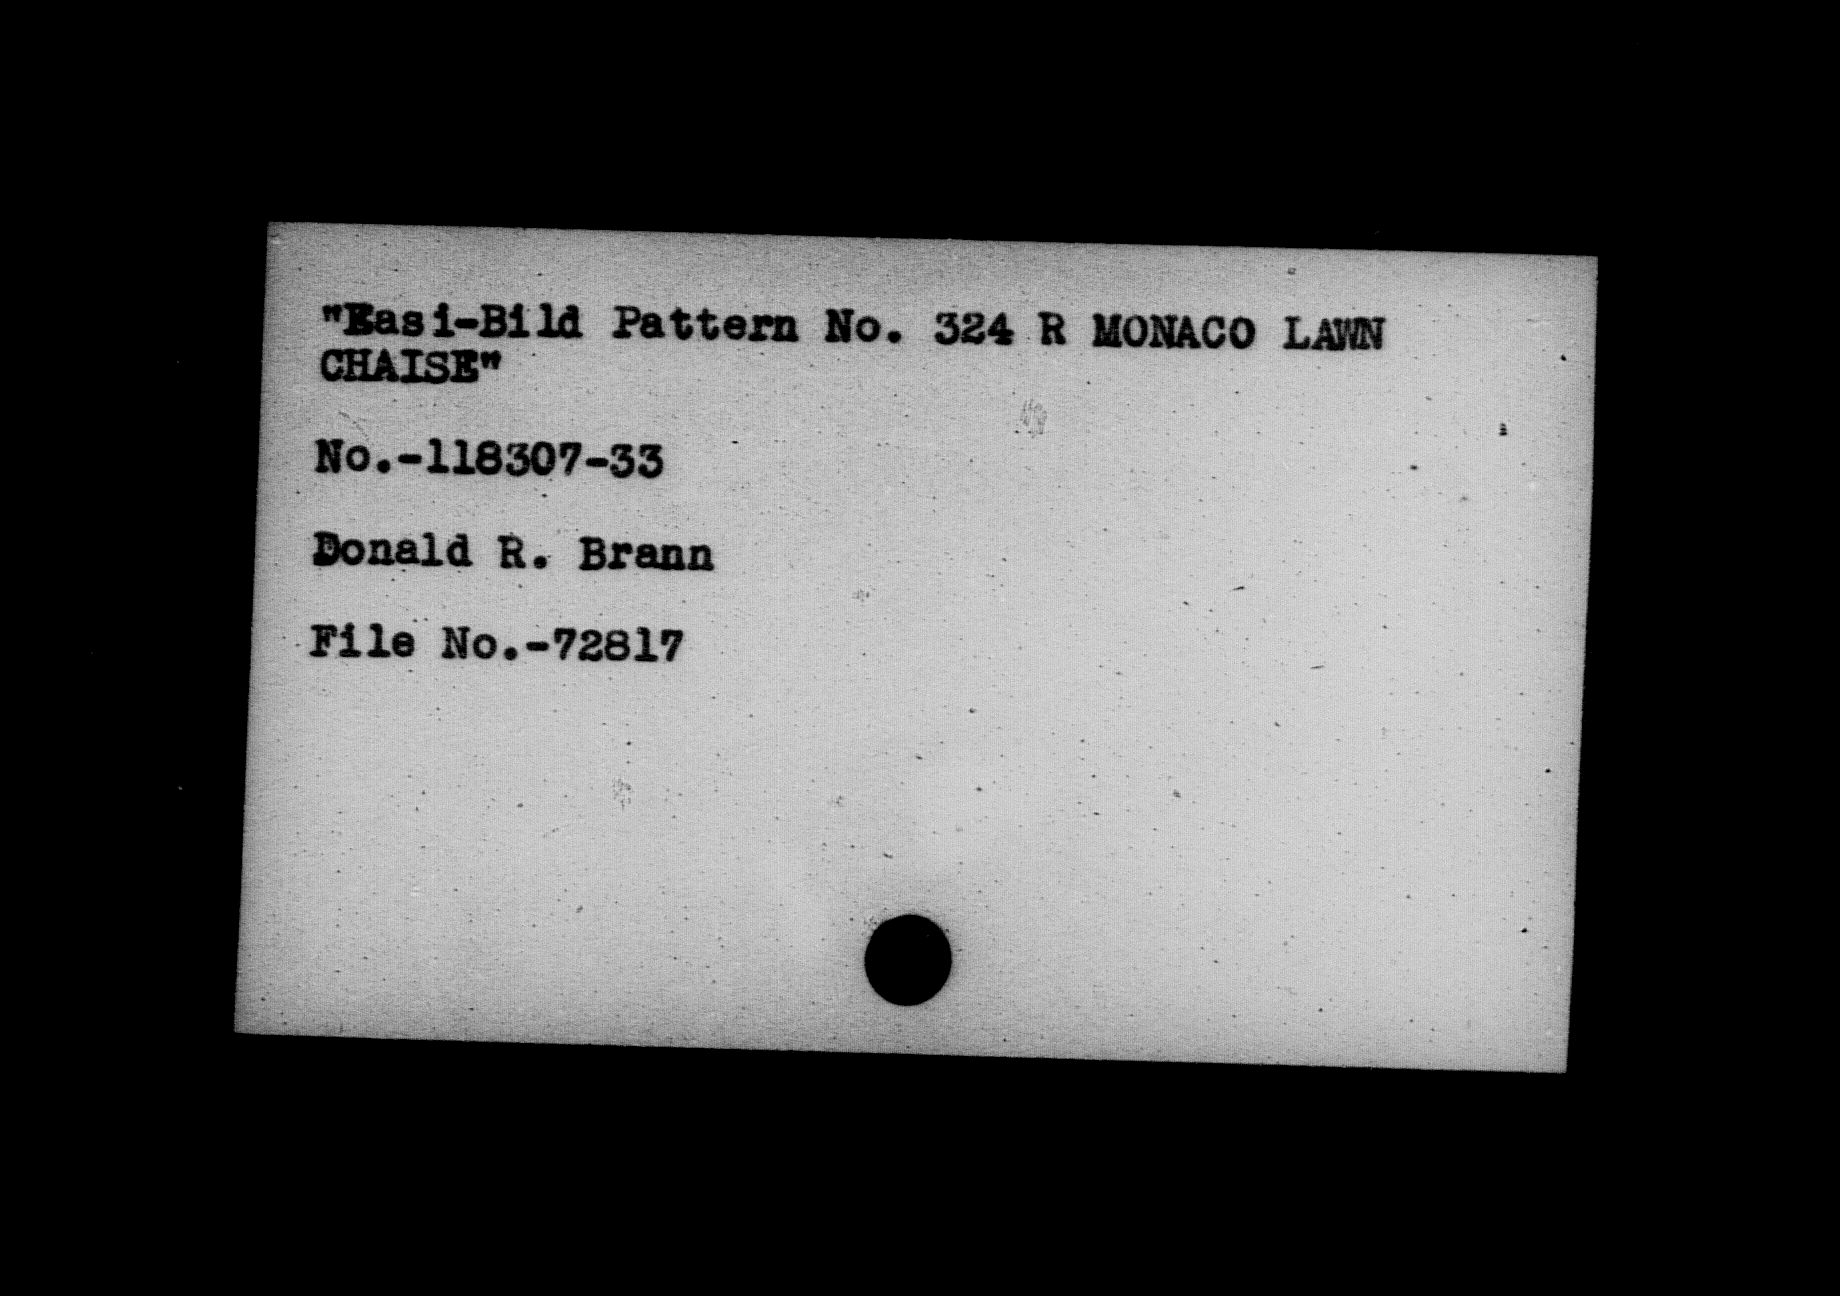 "Easi-Bild Pattern No. 324 R MONACO LAWN
CHAISE"
No.-118307-33
Donald R. Brann
File No.-72817